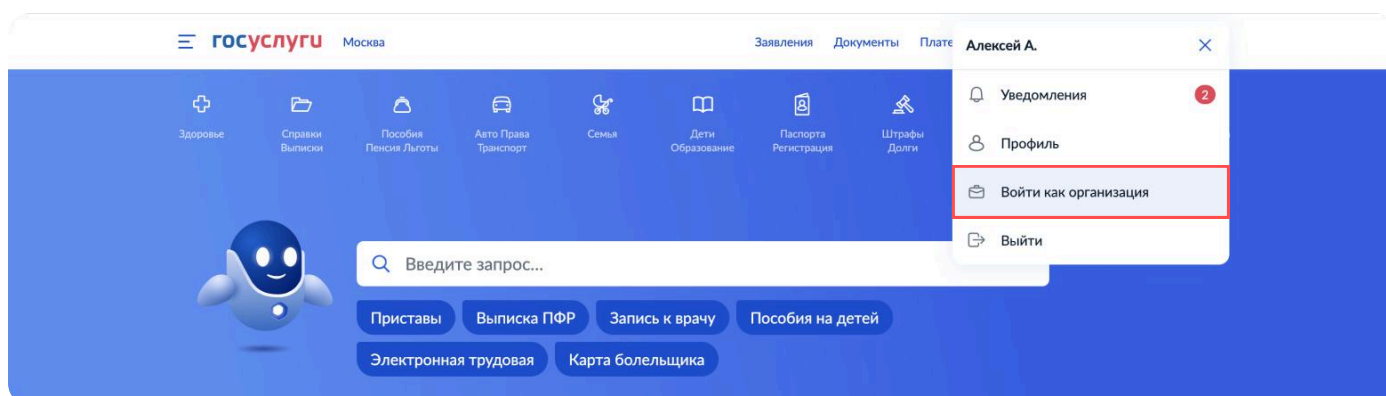 госуслуги
Москва
Заявления Документы Плате
Алексей А.
Уведомления 2
Профиль
Войти как организация
Выйти
Здоровье
Справки
Выписки
Пособия
Пенсия Льготы
Авто Права
Транспорт
Семья
Дети
Образование
Паспорта
Регистрация
Штрафы
Долги
Введите запрос...
Приставы Выписка ПФР Запись к врачу Пособия на детей
Электронная трудовая Карта болельщика